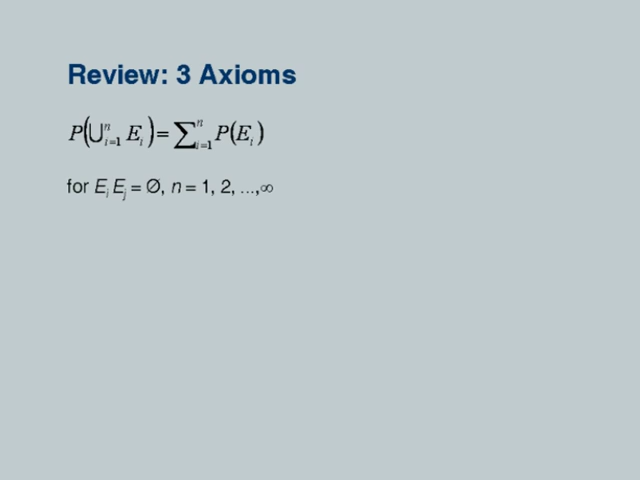 Review: 3 Axioms
P(⋃ⁿᵢ₌₁ Eᵢ) = ∑ⁿᵢ₌₁ P(Eᵢ)
for Eᵢ Eⱼ = Ø, n = 1, 2, ...,∞